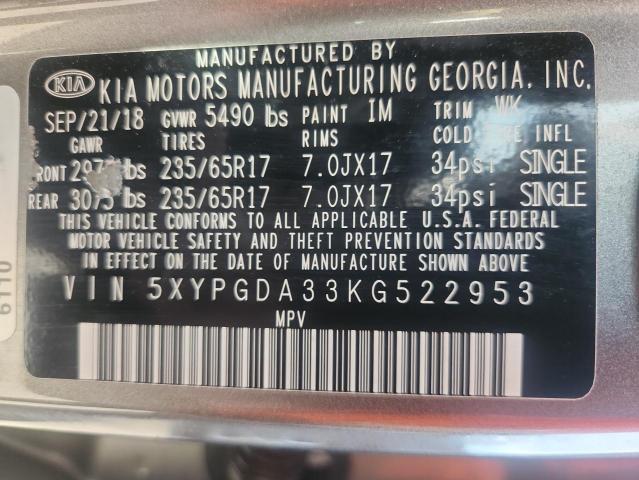 MANUFACTURED BY
KIA KIA MOTORS MANUFACTURING GEORGIA, INC.
SEP/21/18 GVWR 5490 lbs PAINT IM TRIM WK
GAWR TIRES RIMS COLD INFL
FRONT lbs 235/65R17 7.0JX17 34psi SINGLE
REAR 3075 lbs 235/65R17 7.0JX17 34psi SINGLE
THIS VEHICLE CONFORMS TO ALL APPLICABLE U.S.A. FEDERAL
MOTOR VEHICLE SAFETY AND THEFT PREVENTION STANDARDS
IN EFFECT ON THE DATE OF MANUFACTURE SHOWN ABOVE.
VIN 5XYPGDA33KG522953
MPV